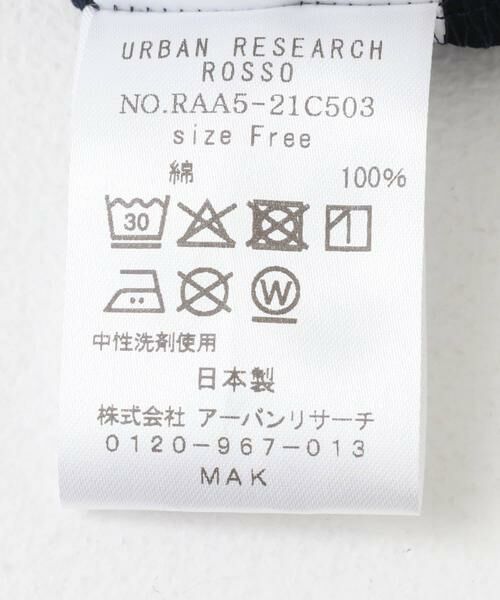 URBAN RESEARCH
ROSSO
NO.RAA5-21C503
size Free
綿 100%
30
W
中性洗剤使用
日本製
株式会社 アーバンリサーチ
0120-967-013
MAK